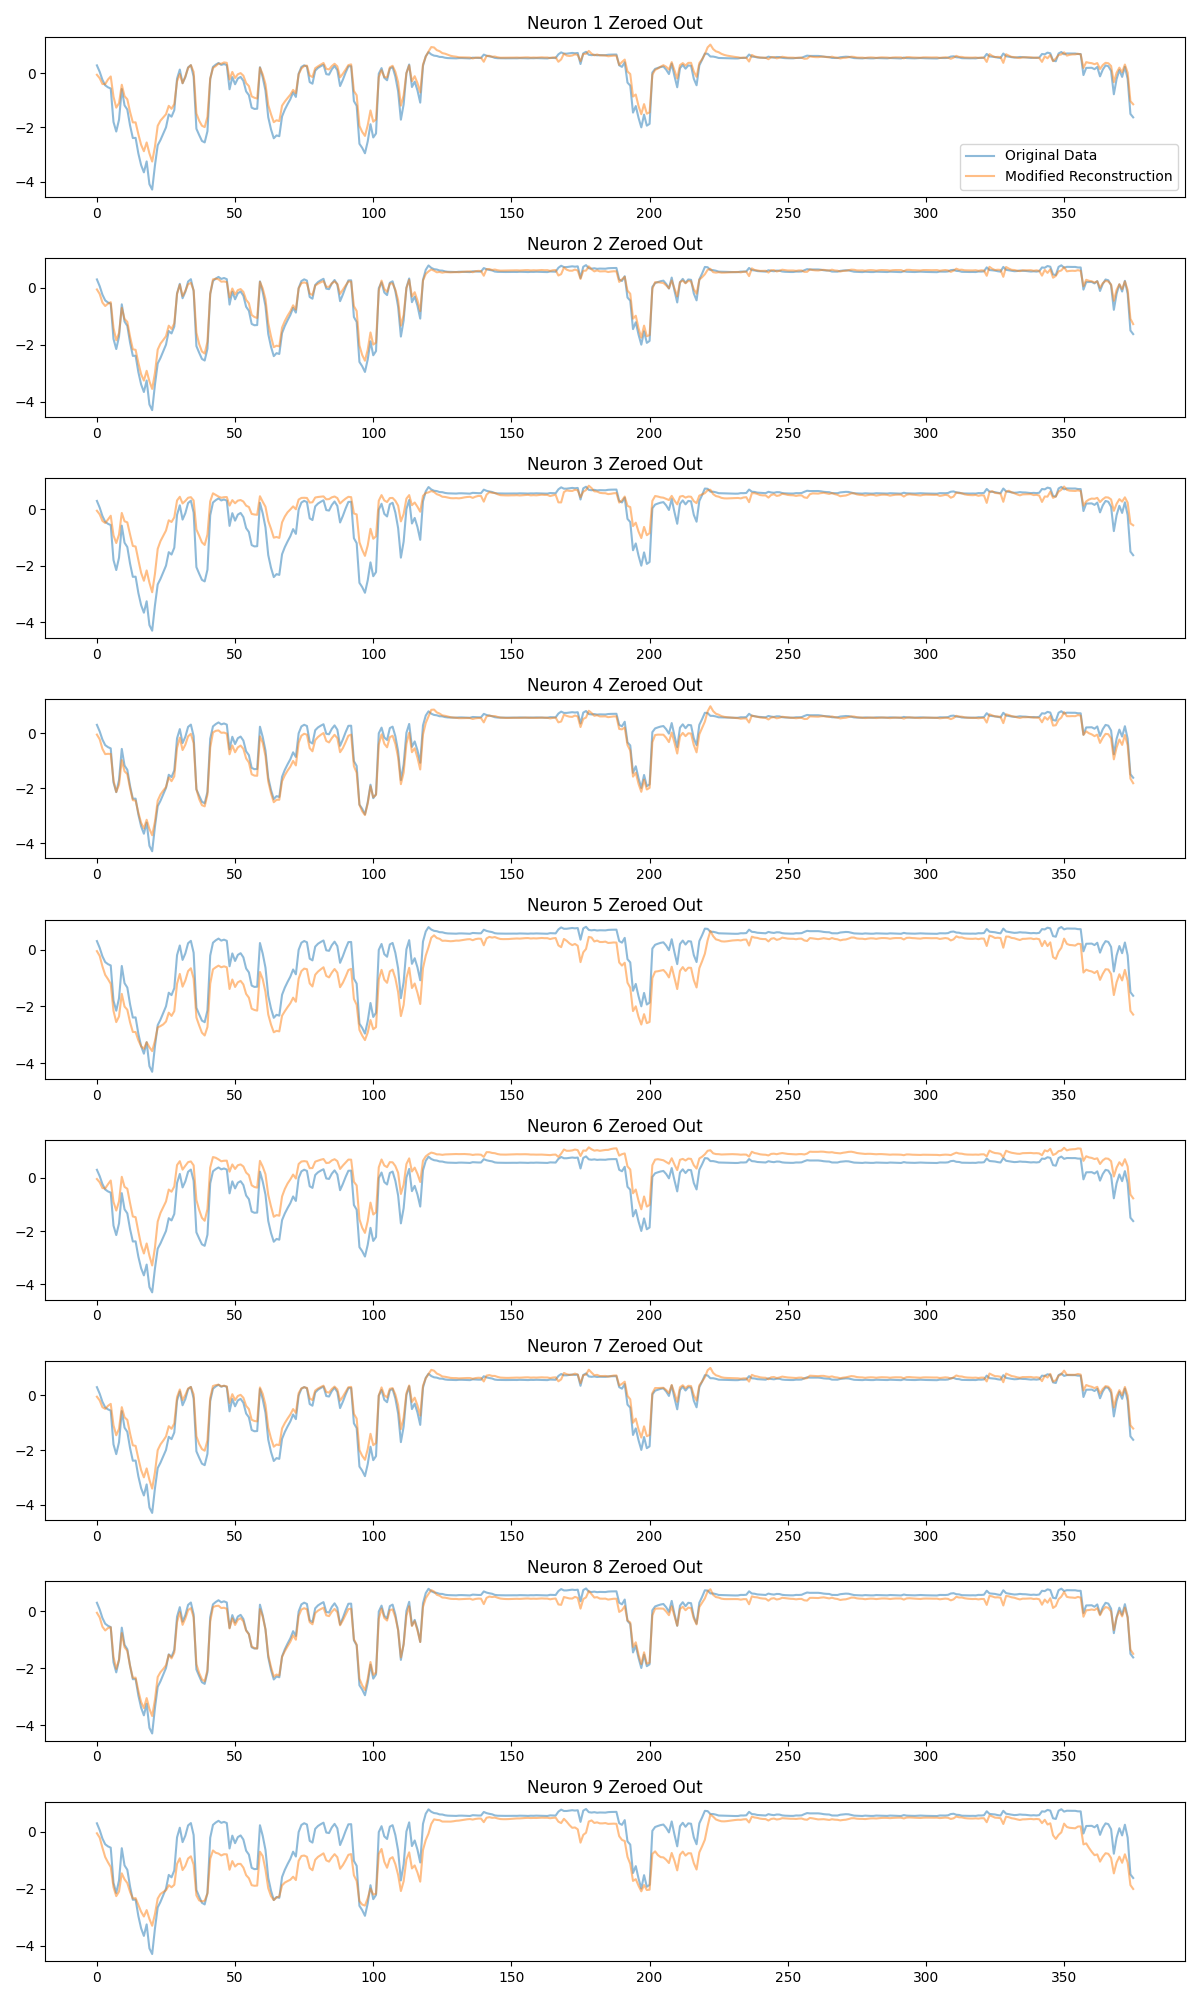 Neuron 1 Zeroed Out
0
−2
−4
Original Data
Modified Reconstruction
0 50 100 150 200 250 300 350
Neuron 2 Zeroed Out
0
−2
−4
0 50 100 150 200 250 300 350
Neuron 3 Zeroed Out
0
−2
−4
0 50 100 150 200 250 300 350
Neuron 4 Zeroed Out
0
−2
−4
0 50 100 150 200 250 300 350
Neuron 5 Zeroed Out
0
−2
−4
0 50 100 150 200 250 300 350
Neuron 6 Zeroed Out
0
−2
−4
0 50 100 150 200 250 300 350
Neuron 7 Zeroed Out
0
−2
−4
0 50 100 150 200 250 300 350
Neuron 8 Zeroed Out
0
−2
−4
0 50 100 150 200 250 300 350
Neuron 9 Zeroed Out
0
−2
−4
0 50 100 150 200 250 300 350